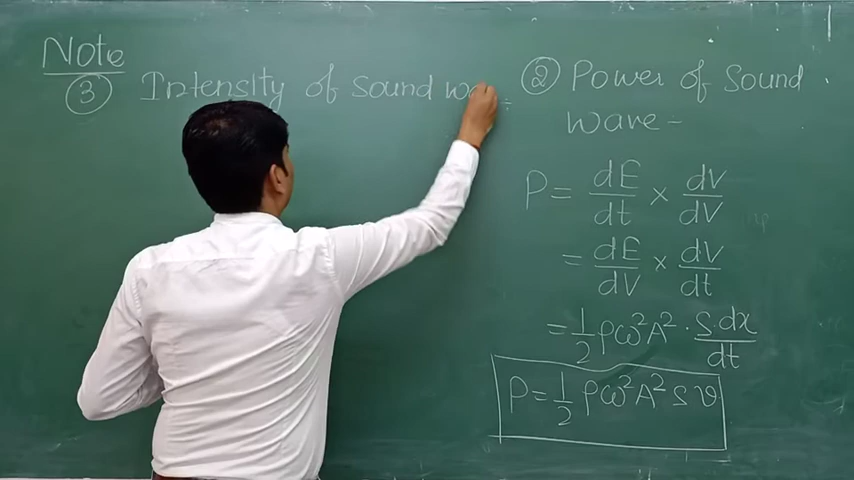 Note
③ Intensity of Sound
② Power of Sound
Wave -
P = dE/dt × dv/dv
= dE/dv × dv/dt
= 1/2 ρω²A² · S dx/dt
P = 1/2 ρω²A² S v